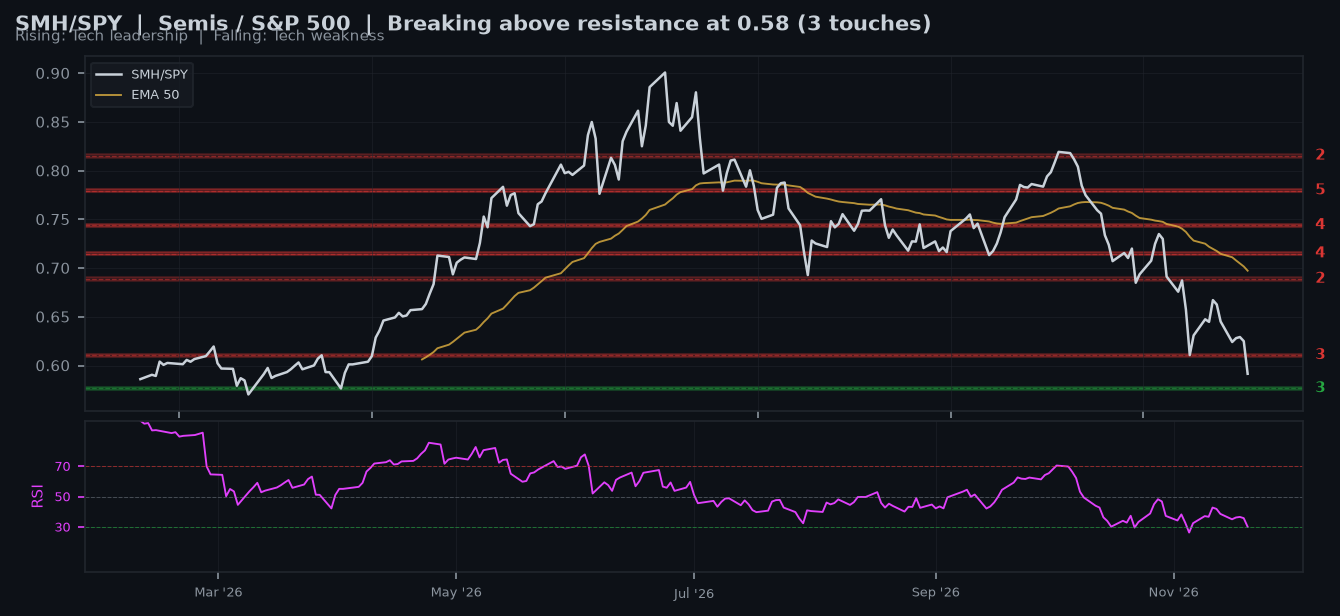 SMH/SPY | Semis / S&P 500 | Breaking above resistance at 0.58 (3 touches)
Rising: Tech leadership | Falling: Tech weakness
SMH/SPY
EMA 50
0.90
0.85
0.80
0.75
0.70
0.65
0.60
2
5
4
4
2
3
3
RSI
70
50
30
Mar '26
May '26
Jul '26
Sep '26
Nov '26